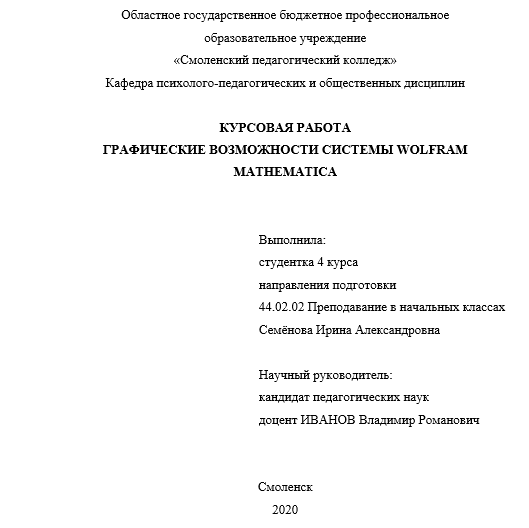 Областное государственное бюджетное профессиональное
образовательное учреждение
«Смоленский педагогический колледж»
Кафедра психолого-педагогических и общественных дисциплин
КУРСОВАЯ РАБОТА
ГРАФИЧЕСКИЕ ВОЗМОЖНОСТИ СИСТЕМЫ WOLFRAM
MATHEMATICA
Выполнила:
студентка 4 курса
направления подготовки
44.02.02 Преподавание в начальных классах
Семёнова Ирина Александровна
Научный руководитель:
кандидат педагогических наук
доцент ИВАНОВ Владимир Романович
Смоленск
2020